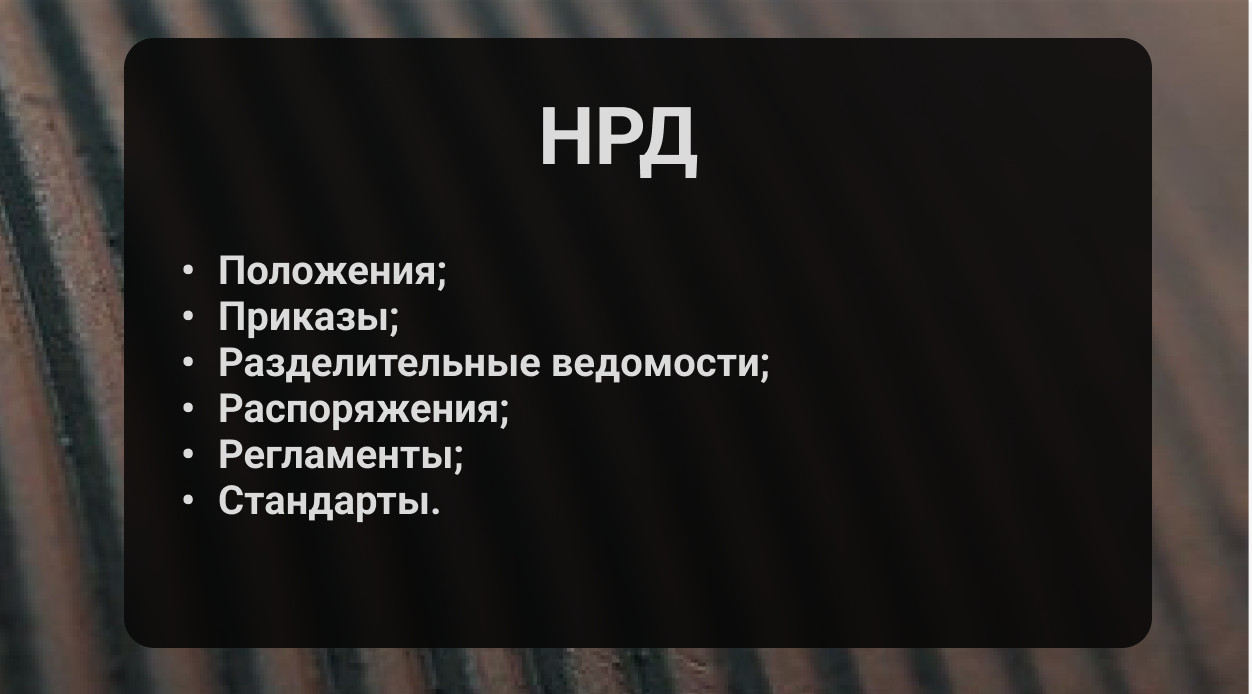 НРД
• Положения;
• Приказы;
• Разделительные ведомости;
• Распоряжения;
• Регламенты;
• Стандарты.